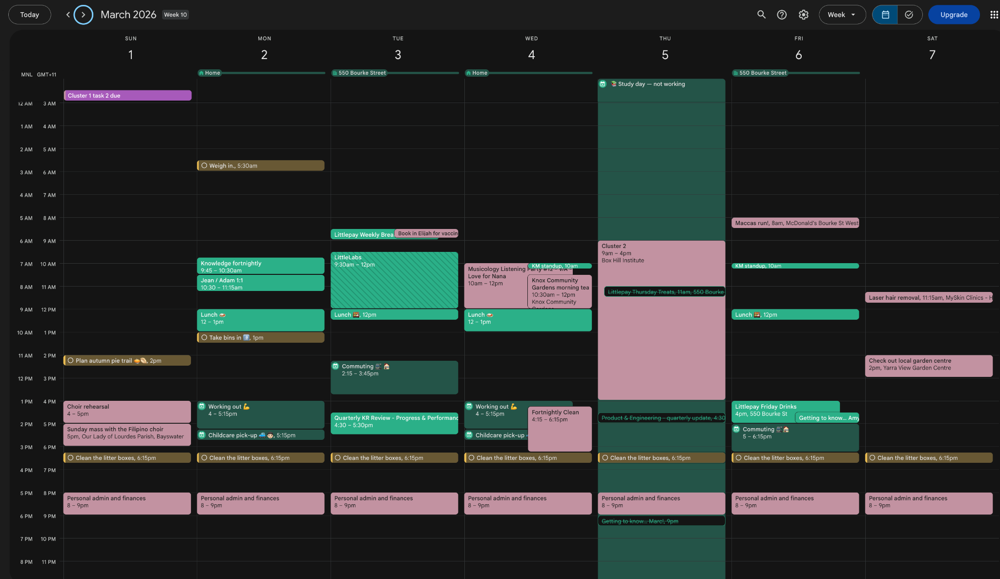 Today
March 2026
Week 10
Week
Upgrade
SUN
1
MON
2
TUE
3
WED
4
THU
5
FRI
6
SAT
7
MNL
GMT+11
Home
550 Bourke Street
Home
550 Bourke Street
12 AM 3 AM
1 AM 4 AM
2 AM 5 AM
3 AM 6 AM
4 AM 7 AM
5 AM 8 AM
6 AM 9 AM
7 AM 10 AM
8 AM 11 AM
9 AM 12 PM
10 AM 1 PM
11 AM 2 PM
12 PM 3 PM
1 PM 4 PM
2 PM 5 PM
3 PM 6 PM
4 PM 7 PM
5 PM 8 PM
6 PM 9 PM
7 PM 10 PM
8 PM 11 PM
Cluster 1 task 2 due
Plan autumn pie trail 🥧🥠, 2pm
Choir rehearsal
4 – 5pm
Sunday mass with the Filipino choir
5pm, Our Lady of Lourdes Parish, Bayswater
Clean the litter boxes, 6:15pm
Personal admin and finances
8 – 9pm
Weigh in., 5:30am
Knowledge fortnightly
9:45 – 10:30am
Jean / Adam 1:1
10:30 – 11:15am
Lunch
12 – 1pm
Take bins in 🚮, 1pm
Working out 💪
4 – 5:15pm
Childcare pick-up 🚙👦🏻, 5:15pm
Clean the litter boxes, 6:15pm
Personal admin and finances
8 – 9pm
Littlepay Weekly Brea
Book in Elijah for vaccin
LittleLabs
9:30am – 12pm
Lunch 🍱, 12pm
Commuting 🏠
2:15 – 3:45pm
Quarterly KR Review - Progress & Performanc
4:30 – 5:30pm
Clean the litter boxes, 6:15pm
Personal admin and finances
8 – 9pm
Musicology Listening Party #12 - V/A -
Love for Nana
10am – 12pm
KM standup, 10am
Knox Community
Gardens morning tea
10:30am – 12pm
Knox Community
Gardens
Lunch
12 – 1pm
Working out 💪
4 – 5:15pm
Fortnightly Clean
4:15 – 6:15pm
Childcare pick-up
Clean the litter boxes, 6:15pm
Personal admin and finances
8 – 9pm
📚 Study day — not working
Cluster 2
9am – 4pm
Box Hill Institute
Littlepay Thursday Treats, 11am, 550 Bourke
Product & Engineering - quarterly update, 4:30
Clean the litter boxes, 6:15pm
Personal admin and finances
8 – 9pm
Getting to know... Marc!, 9pm
Maccas run!, 8am, McDonald's Bourke St West
KM standup, 10am
Lunch 🍱, 12pm
Littlepay Friday Drinks
4pm, 550 Bourke St
Getting to know... Amy
Commuting 🏠
5 – 6:15pm
Clean the litter boxes, 6:15pm
Personal admin and finances
8 – 9pm
Laser hair removal, 11:15am, MySkin Clinics - H
Check out local garden centre
2pm, Yarra View Garden Centre
Clean the litter boxes, 6:15pm
Personal admin and finances
8 – 9pm